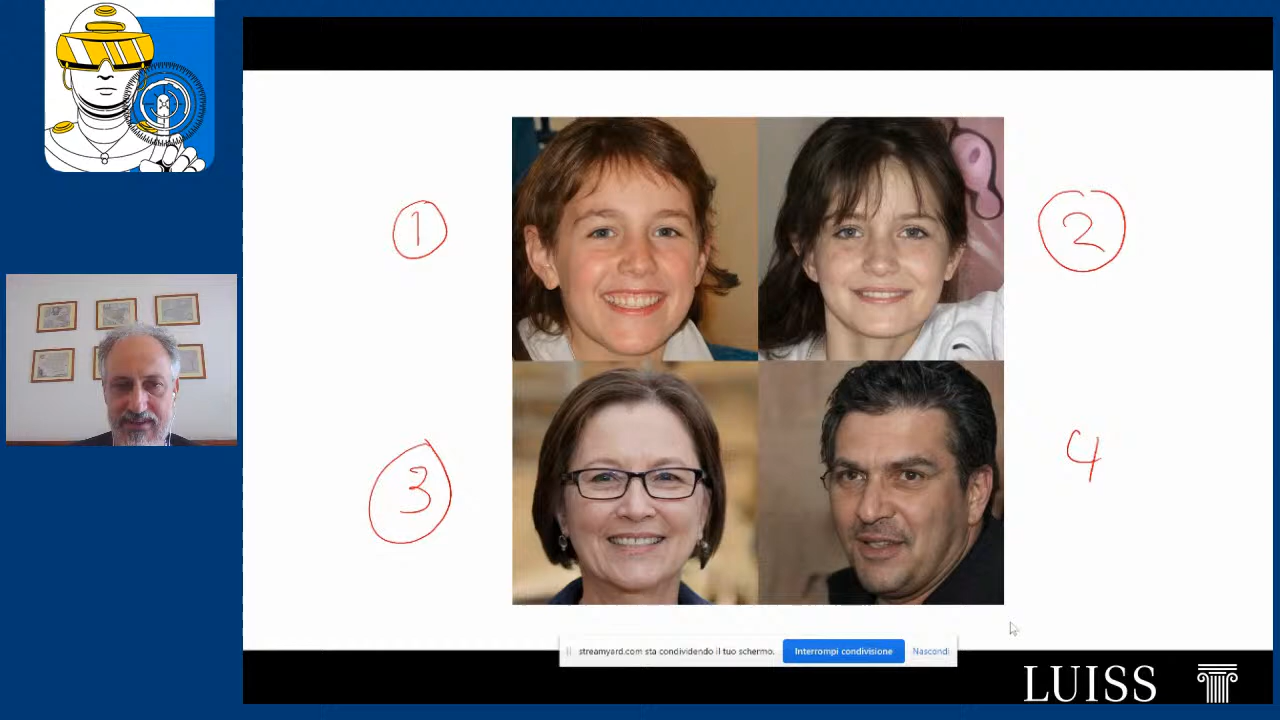 1
2
3
4
streamyard.com sta condividendo il tuo schermo.
Interrompi condivisione
Nascondi
LUISS